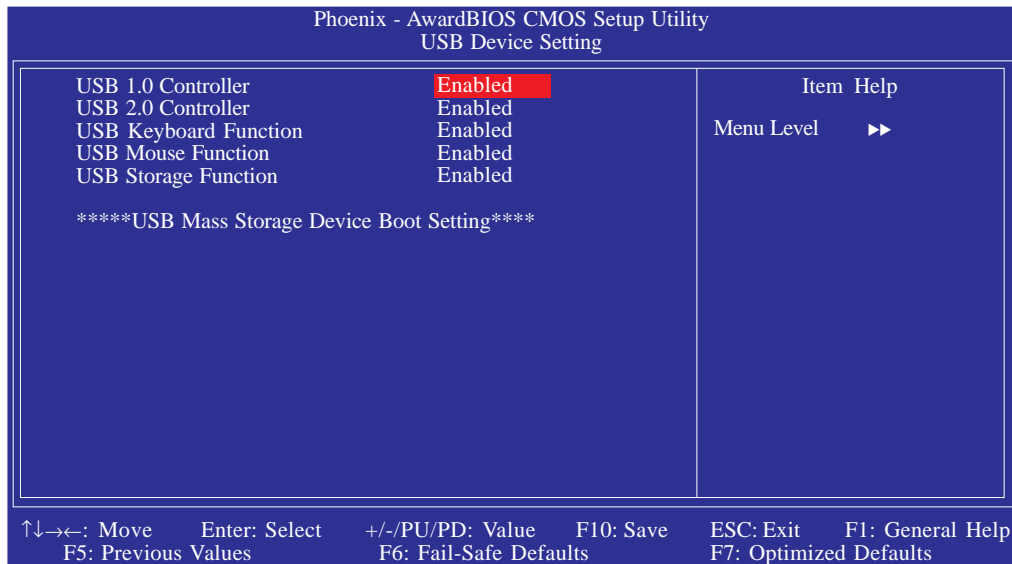 Phoenix - AwardBIOS CMOS Setup Utility
USB Device Setting
USB 1.0 Controller Enabled
USB 2.0 Controller Enabled
USB Keyboard Function Enabled
USB Mouse Function Enabled
USB Storage Function Enabled
*****USB Mass Storage Device Boot Setting****
Item Help
Menu Level ▶▶
↑↓→←: Move Enter: Select +/-/PU/PD: Value F10: Save ESC: Exit F1: General Help
F5: Previous Values F6: Fail-Safe Defaults F7: Optimized Defaults